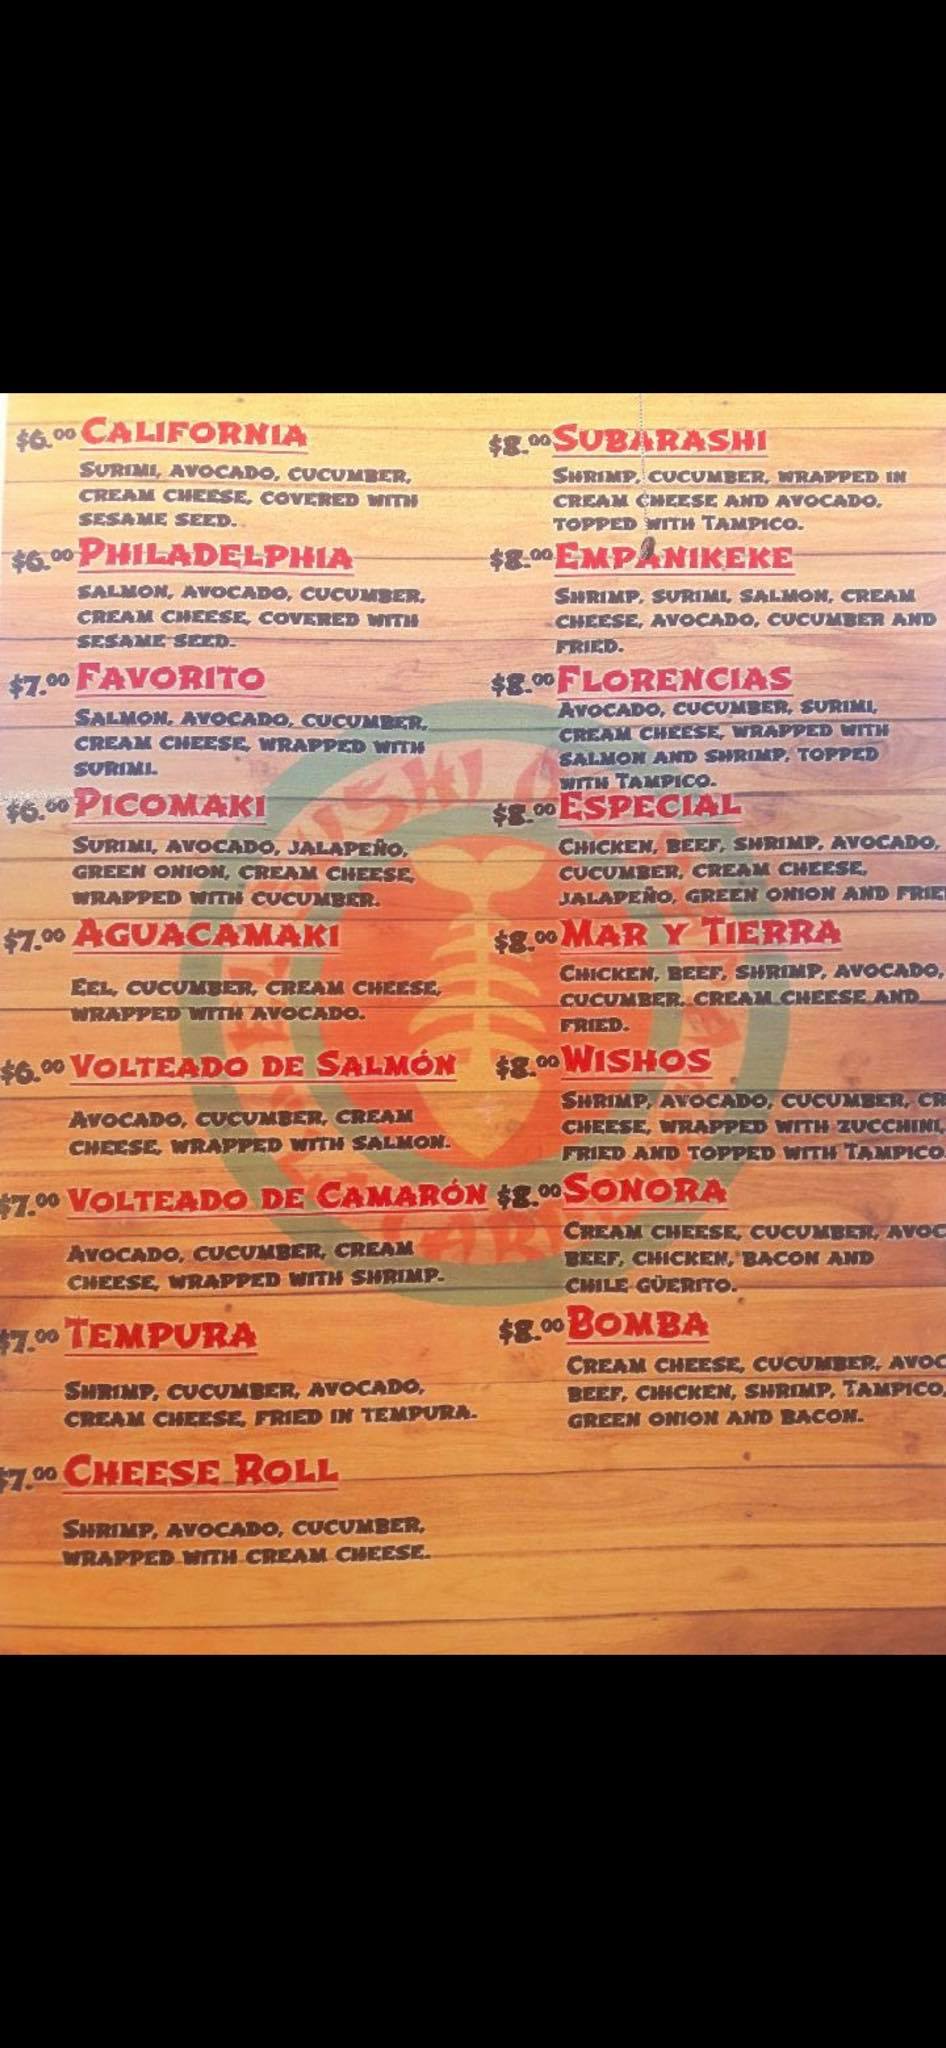 $6.00 CALIFORNIA
SURIMI, AVOCADO, CUCUMBER,
CREAM CHEESE, COVERED WITH
SESAME SEED.
$6.00 PHILADELPHIA
SALMON, AVOCADO, CUCUMBER,
CREAM CHEESE, COVERED WITH
SESAME SEED.
$7.00 FAVORITO
SALMON, AVOCADO, CUCUMBER,
CREAM CHEESE, WRAPPED WITH
SURIMI.
$6.00 PICOMAKI
SURIMI, AVOCADO, JALAPEÑO,
GREEN ONION, CREAM CHEESE,
WRAPPED WITH CUCUMBER.
$7.00 AGUACAMAKI
EEL, CUCUMBER, CREAM CHEESE,
WRAPPED WITH AVOCADO.
$6.00 VOLTEADO DE SALMÓN
AVOCADO, CUCUMBER, CREAM
CHEESE, WRAPPED WITH SALMON.
$7.00 VOLTEADO DE CAMARÓN
AVOCADO, CUCUMBER, CREAM
CHEESE, WRAPPED WITH SHRIMP.
$7.00 TEMPURA
SHRIMP, CUCUMBER, AVOCADO,
CREAM CHEESE, FRIED IN TEMPURA.
$7.00 CHEESE ROLL
SHRIMP, AVOCADO, CUCUMBER,
WRAPPED WITH CREAM CHEESE.
$8.00 SUBARASHI
SHRIMP, CUCUMBER, WRAPPED IN
CREAM CHEESE AND AVOCADO,
TOPPED WITH TAMPICO.
$8.00 EMPANIKEKE
SHRIMP, SURIMI, SALMON, CREAM
CHEESE, AVOCADO, CUCUMBER AND
FRIED.
$8.00 FLORENCIAS
AVOCADO, CUCUMBER, SURIMI,
CREAM CHEESE, WRAPPED WITH
SALMON AND SHRIMP, TOPPED
WITH TAMPICO.
$8.00 ESPECIAL
CHICKEN, BEEF, SHRIMP, AVOCADO,
CUCUMBER, CREAM CHEESE,
JALAPEÑO, GREEN ONION AND FRIE
$8.00 MAR Y TIERRA
CHICKEN, BEEF, SHRIMP, AVOCADO,
CUCUMBER, CREAM CHEESE AND
FRIED.
$8.00 WISHOS
SHRIMP, AVOCADO, CUCUMBER, CR
CHEESE, WRAPPED WITH ZUCCHINI,
FRIED AND TOPPED WITH TAMPICO.
$8.00 SONORA
CREAM CHEESE, CUCUMBER, AVOC
BEEF, CHICKEN, BACON AND
CHILE GÜERITO.
$8.00 BOMBA
CREAM CHEESE, CUCUMBER, AVOC
BEEF, CHICKEN, SHRIMP, TAMPICO,
GREEN ONION AND BACON.
EL SUSHI